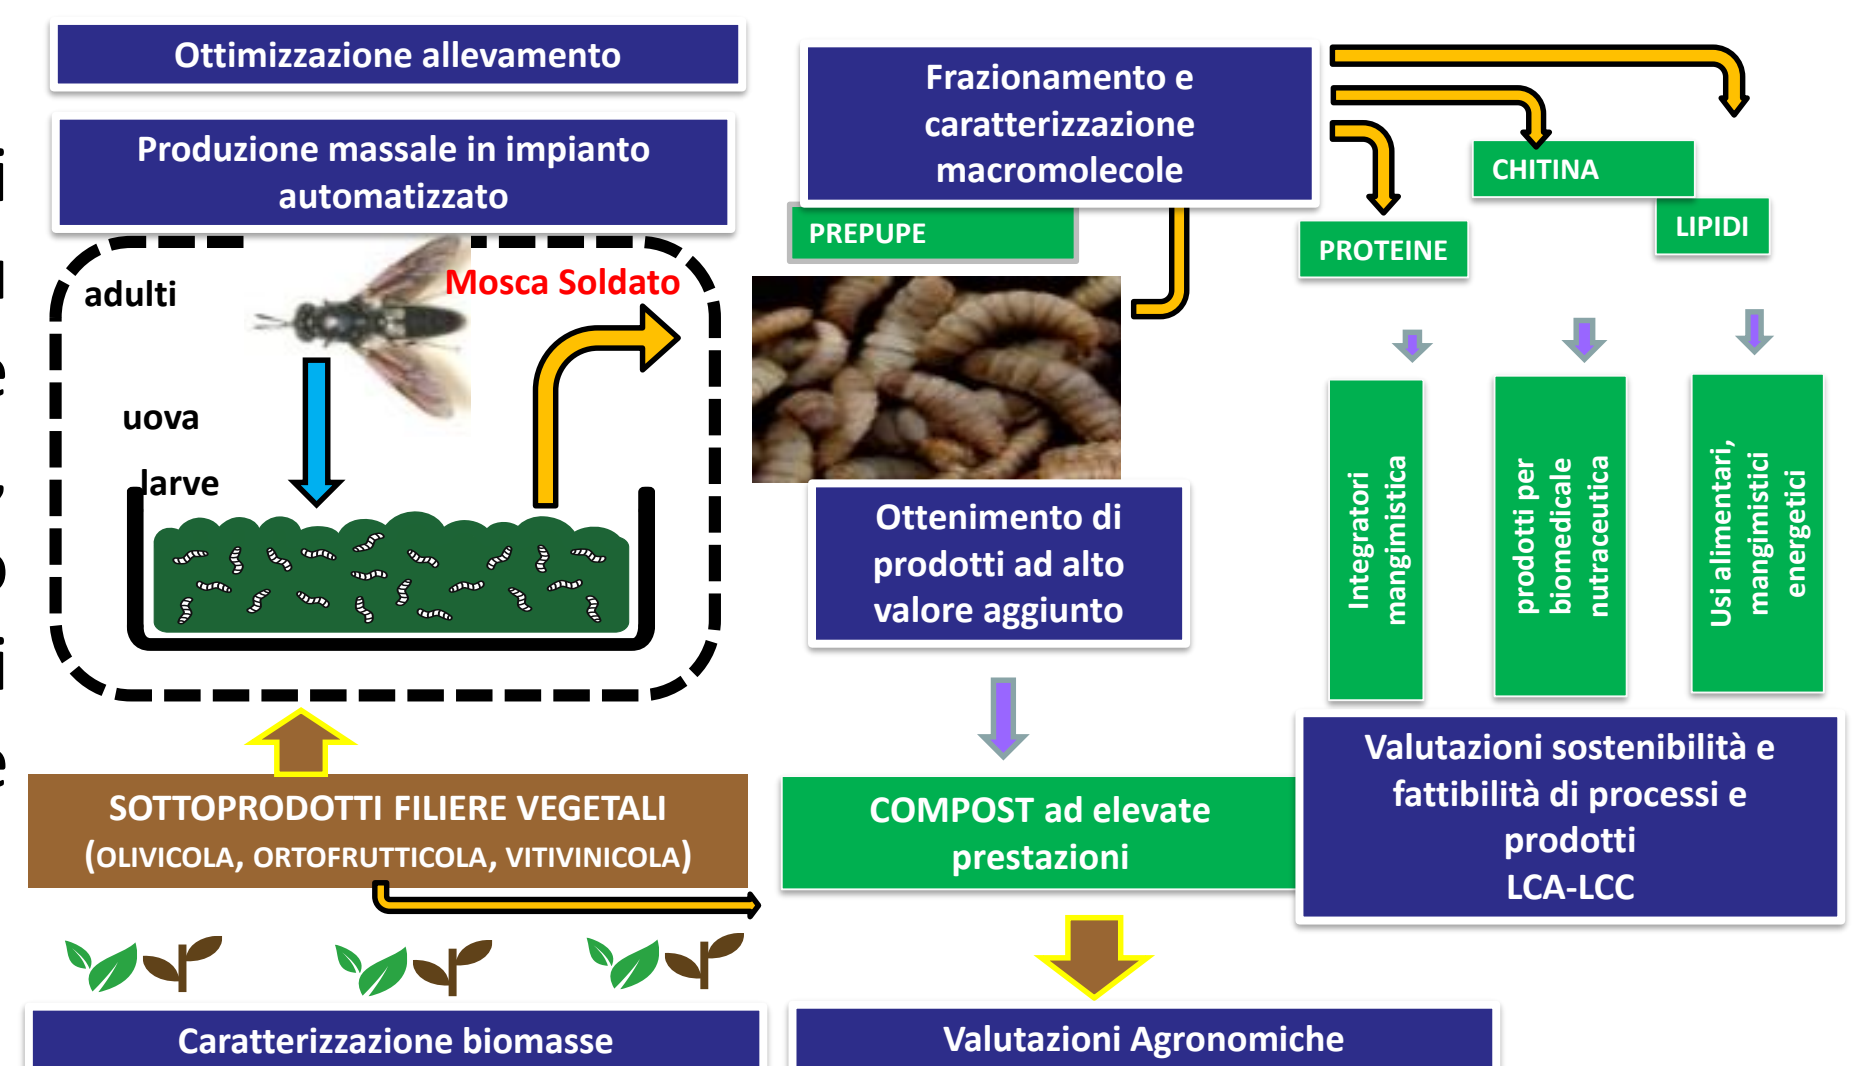 Ottimizzazione allevamento
Produzione massale in impianto
automatizzato
adulti
Mosca Soldato
uova
larve
SOTTOPRODOTTI FILIERE VEGETALI
(OLIVICOLA, ORTOFRUTTICOLA, VITIVINICOLA)
Caratterizzazione biomasse
Frazionamento e
caratterizzazione
macromolecole
PREPUPE
Ottenimento di
prodotti ad alto
valore aggiunto
COMPOST ad elevate
prestazioni
Valutazioni Agronomiche
PROTEINE
CHITINA
LIPIDI
Integratori
mangimistica
prodotti per
biomedicale
nutraceutica
Usi alimentari,
mangimistici
energetici
Valutazioni sostenibilità e
fattibilità di processi e
prodotti
LCA-LCC